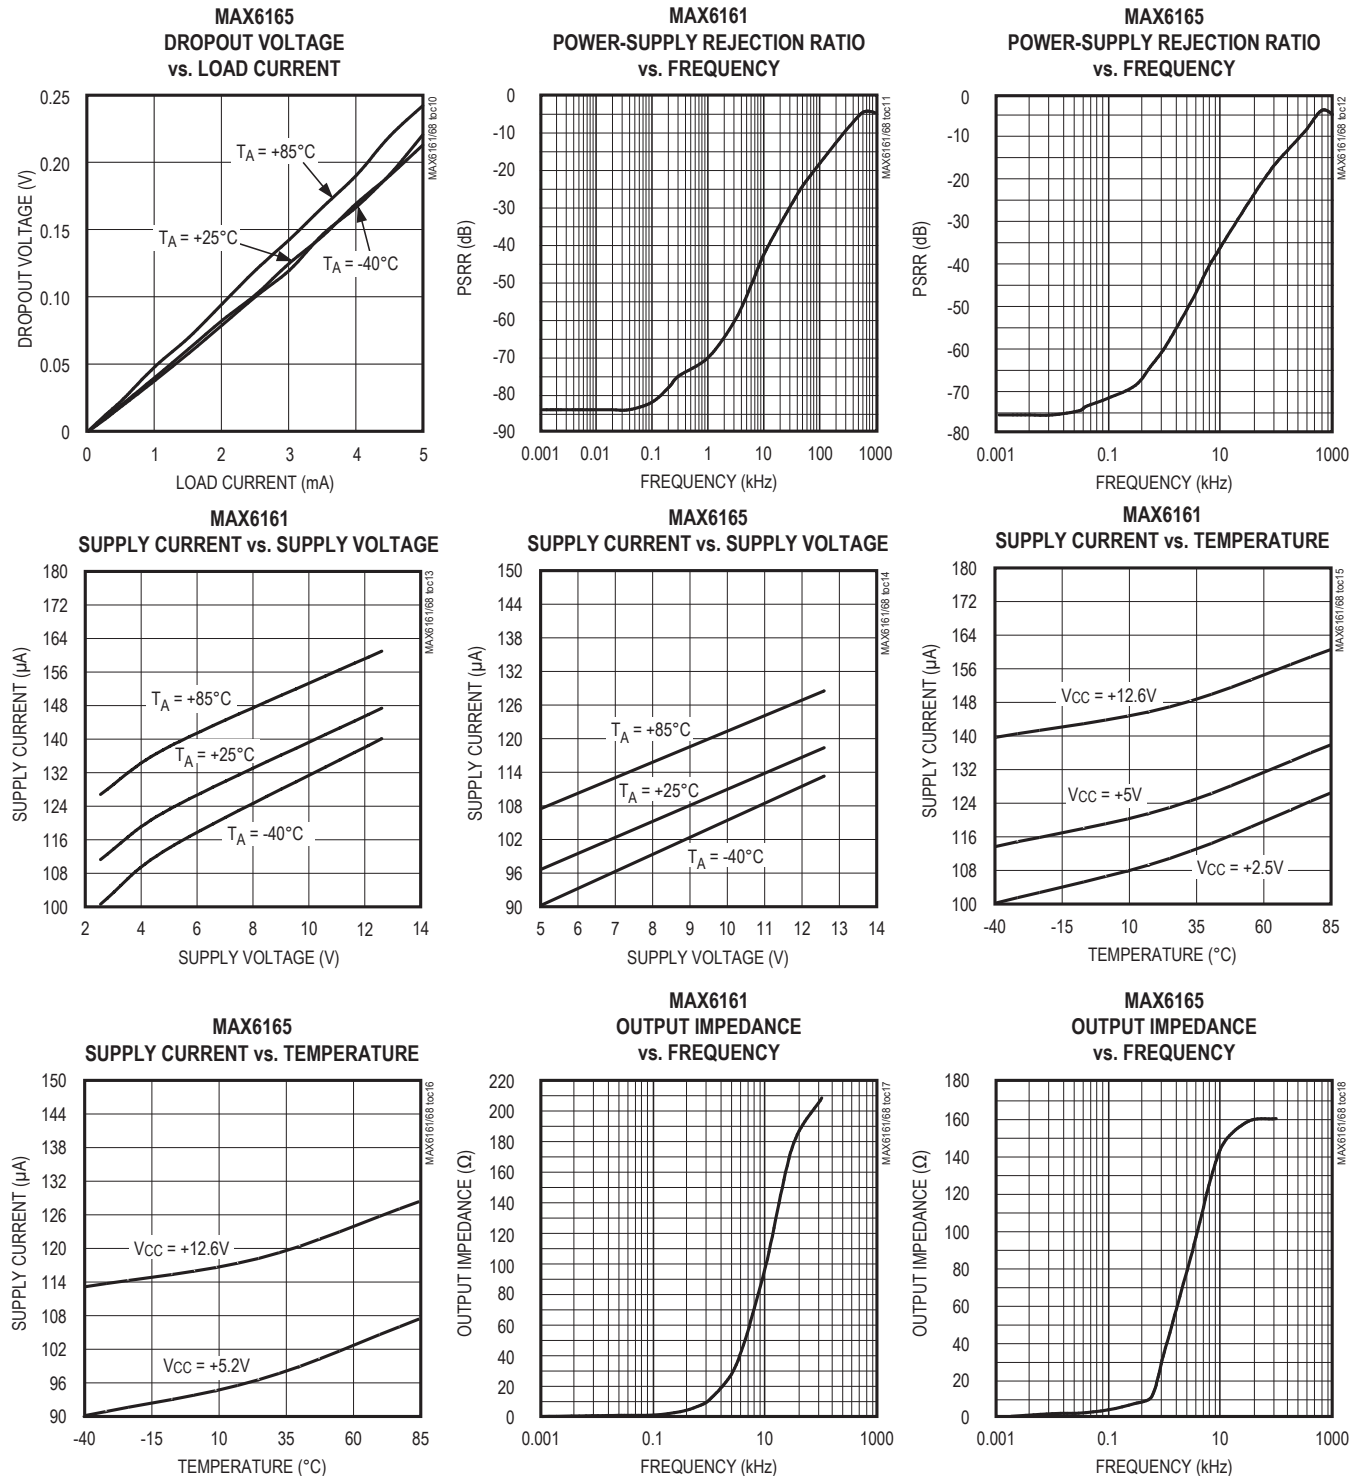 MAX6165
DROPOUT VOLTAGE
vs. LOAD CURRENT
MAX6161/68 toc10
DROPOUT VOLTAGE (V)
0.25
0.20
0.15
0.10
0.05
0
TA = +85°C
TA = +25°C
TA = -40°C
0 1 2 3 4 5
LOAD CURRENT (mA)
MAX6161
POWER-SUPPLY REJECTION RATIO
vs. FREQUENCY
MAX6161/68 toc11
PSRR (dB)
0
-10
-20
-30
-40
-50
-60
-70
-80
-90
0.001 0.01 0.1 1 10 100 1000
FREQUENCY (kHz)
MAX6165
POWER-SUPPLY REJECTION RATIO
vs. FREQUENCY
MAX6161/68 toc12
PSRR (dB)
0
-10
-20
-30
-40
-50
-60
-70
-80
0.001 0.1 10 1000
FREQUENCY (kHz)
MAX6161
SUPPLY CURRENT vs. SUPPLY VOLTAGE
MAX6161/68 toc13
SUPPLY CURRENT (µA)
180
172
164
156
148
140
132
124
116
108
100
TA = +85°C
TA = +25°C
TA = -40°C
2 4 6 8 10 12 14
SUPPLY VOLTAGE (V)
MAX6165
SUPPLY CURRENT vs. SUPPLY VOLTAGE
MAX6161/68 toc14
SUPPLY CURRENT (µA)
150
144
138
132
126
120
114
108
102
96
90
TA = +85°C
TA = +25°C
TA = -40°C
5 6 7 8 9 10 11 12 13 14
SUPPLY VOLTAGE (V)
MAX6161
SUPPLY CURRENT vs. TEMPERATURE
MAX6161/68 toc15
SUPPLY CURRENT (µA)
180
172
164
156
148
140
132
124
116
108
100
VCC = +12.6V
VCC = +5V
VCC = +2.5V
-40 -15 10 35 60 85
TEMPERATURE (°C)
MAX6165
SUPPLY CURRENT vs. TEMPERATURE
MAX6161/68 toc16
SUPPLY CURRENT (µA)
150
144
138
132
126
120
114
108
102
96
90
VCC = +12.6V
VCC = +5.2V
-40 -15 10 35 60 85
TEMPERATURE (°C)
MAX6161
OUTPUT IMPEDANCE
vs. FREQUENCY
MAX6161/68 toc17
OUTPUT IMPEDANCE (Ω)
220
200
180
160
140
120
100
80
60
40
20
0
0.001 0.1 10 1000
FREQUENCY (kHz)
MAX6165
OUTPUT IMPEDANCE
vs. FREQUENCY
MAX6161/68 toc18
OUTPUT IMPEDANCE (Ω)
180
160
140
120
100
80
60
40
20
0
0.001 0.1 10 1000
FREQUENCY (kHz)